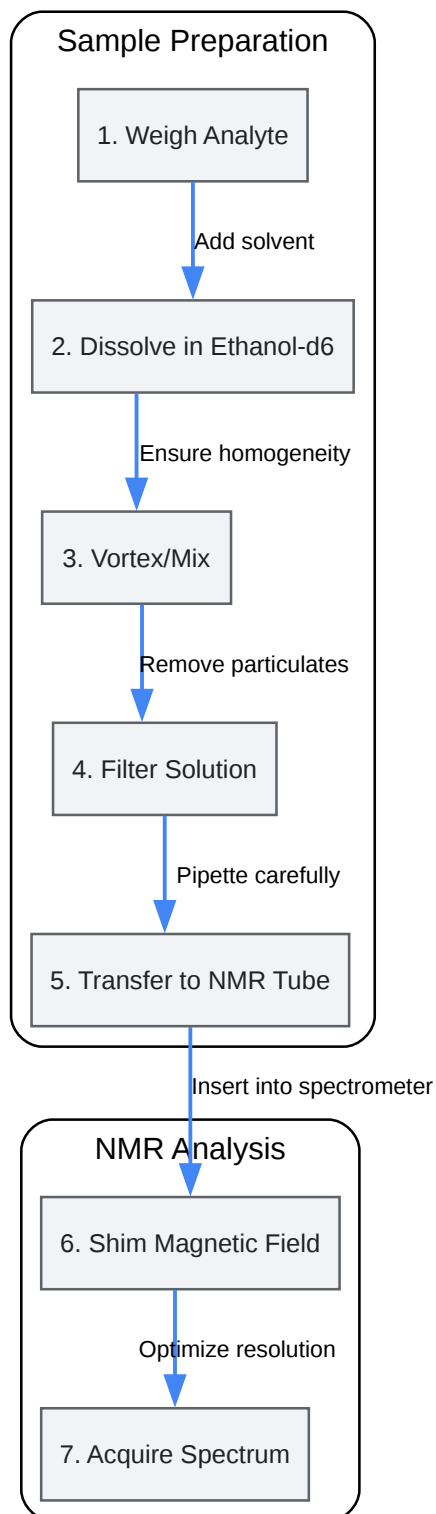 Sample Preparation
1. Weigh Analyte
Add solvent
2. Dissolve in Ethanol-d6
Ensure homogeneity
3. Vortex/Mix
Remove particulates
4. Filter Solution
Pipette carefully
5. Transfer to NMR Tube
Insert into spectrometer
NMR Analysis
6. Shim Magnetic Field
Optimize resolution
7. Acquire Spectrum